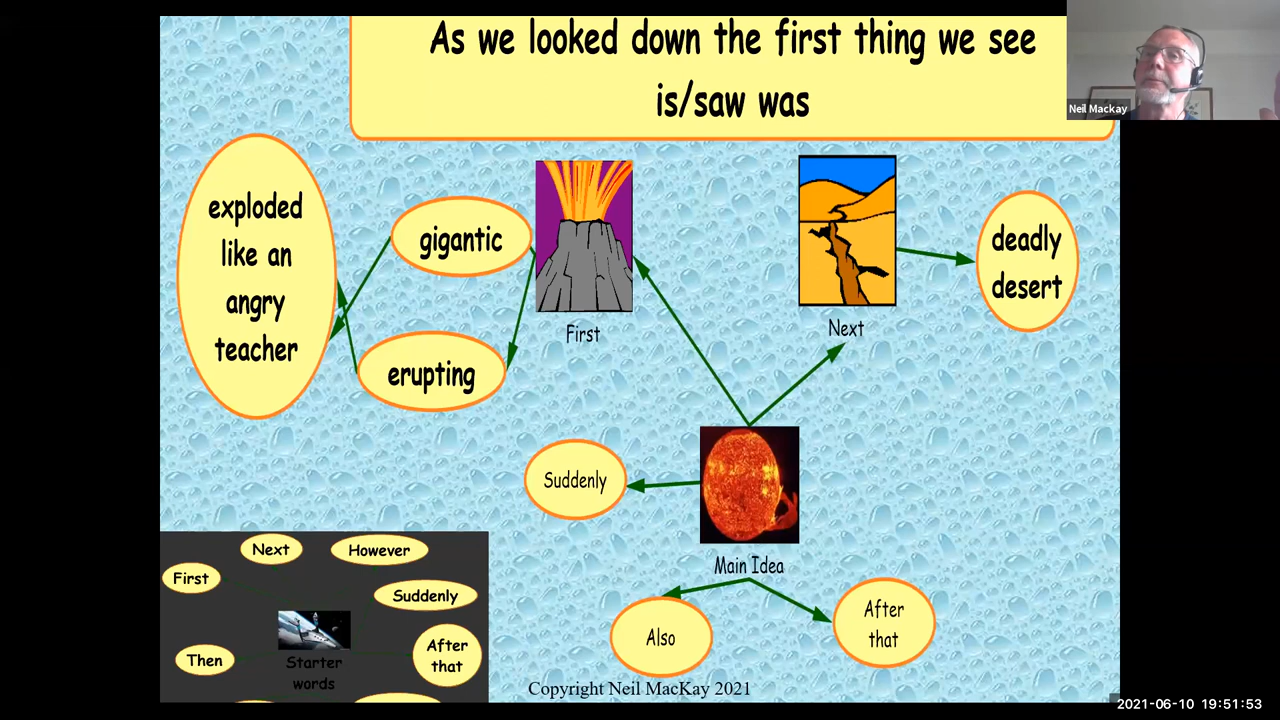 As we looked down the first thing we see
is/saw was
Neil Mackay
exploded
like an
angry
teacher
gigantic
erupting
First
Next
deadly
desert
Suddenly
Main Idea
Also
After
that
Next
However
First
Suddenly
Then
Starter
words
After
that
Copyright Neil MacKay 2021
2021-06-10 19:51:53